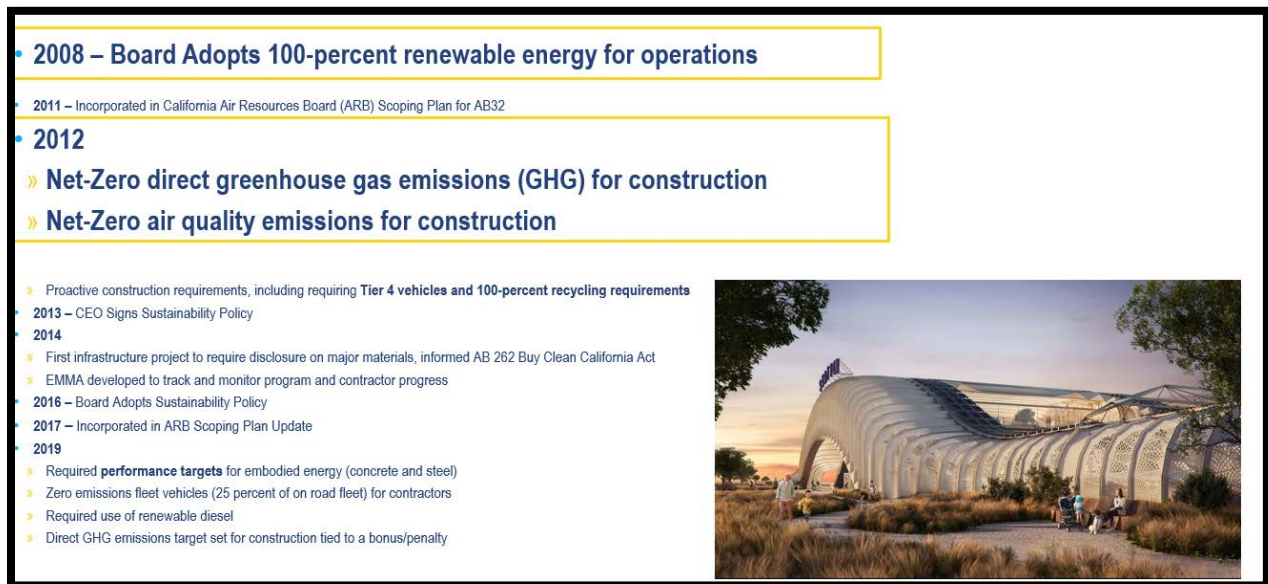 • 2008 – Board Adopts 100-percent renewable energy for operations
• 2011 – Incorporated in California Air Resources Board (ARB) Scoping Plan for AB32
• 2012
» Net-Zero direct greenhouse gas emissions (GHG) for construction
» Net-Zero air quality emissions for construction
» Proactive construction requirements, including requiring Tier 4 vehicles and 100-percent recycling requirements
• 2013 – CEO Signs Sustainability Policy
• 2014
» First infrastructure project to require disclosure on major materials, informed AB 262 Buy Clean California Act
» EMMA developed to track and monitor program and contractor progress
• 2016 – Board Adopts Sustainability Policy
• 2017 – Incorporated in ARB Scoping Plan Update
• 2019
» Required performance targets for embodied energy (concrete and steel)
» Zero emissions fleet vehicles (25 percent of on road fleet) for contractors
» Required use of renewable diesel
» Direct GHG emissions target set for construction tied to a bonus/penalty